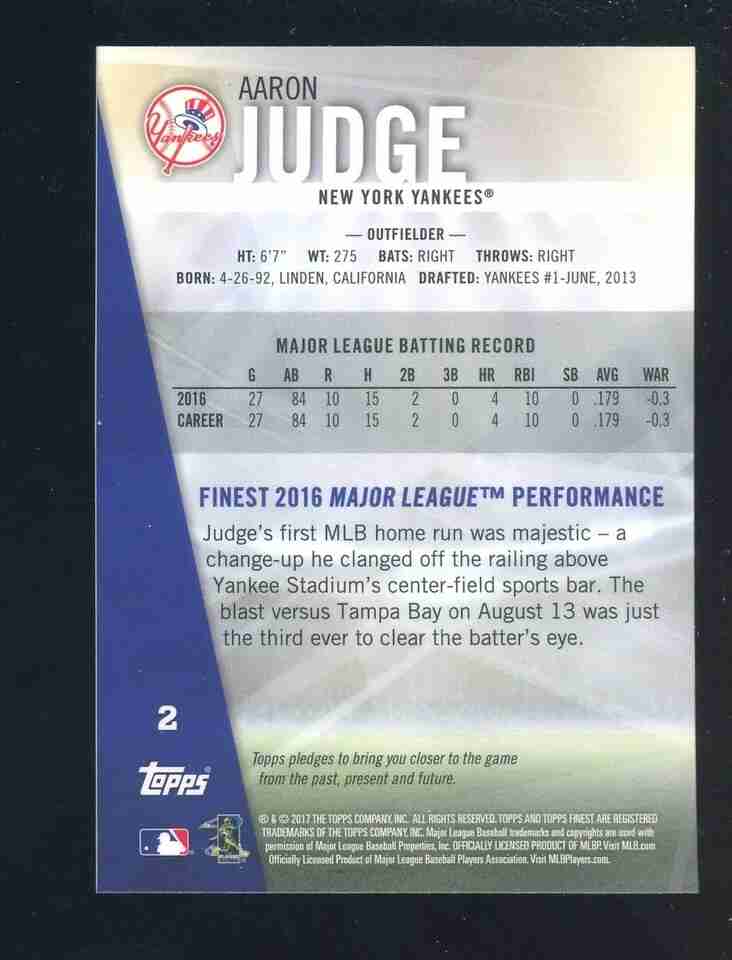 Yankees
AARON
JUDGE
NEW YORK YANKEES®
— OUTFIELDER —
HT: 6'7" WT: 275 BATS: RIGHT THROWS: RIGHT
BORN: 4-26-92, LINDEN, CALIFORNIA DRAFTED: YANKEES #1-JUNE, 2013
MAJOR LEAGUE BATTING RECORD
G AB R H 2B 3B HR RBI SB AVG WAR
2016 27 84 10 15 2 0 4 10 0 .179 -0.3
CAREER 27 84 10 15 2 0 4 10 0 .179 -0.3
FINEST 2016 MAJOR LEAGUE™ PERFORMANCE
Judge's first MLB home run was majestic – a
change-up he clanged off the railing above
Yankee Stadium's center-field sports bar. The
blast versus Tampa Bay on August 13 was just
the third ever to clear the batter's eye.
2
Topps®
Topps pledges to bring you closer to the game
from the past, present and future.
® & © 2017 THE TOPPS COMPANY, INC. ALL RIGHTS RESERVED. TOPPS AND TOPPS FINEST ARE REGISTERED
TRADEMARKS OF THE TOPPS COMPANY, INC. Major League Baseball trademarks and copyrights are used with
permission of Major League Baseball Properties, Inc. OFFICIALLY LICENSED PRODUCT OF MLBP. Visit MLB.com
Officially Licensed Product of Major League Baseball Players Association. Visit MLBPlayers.com.